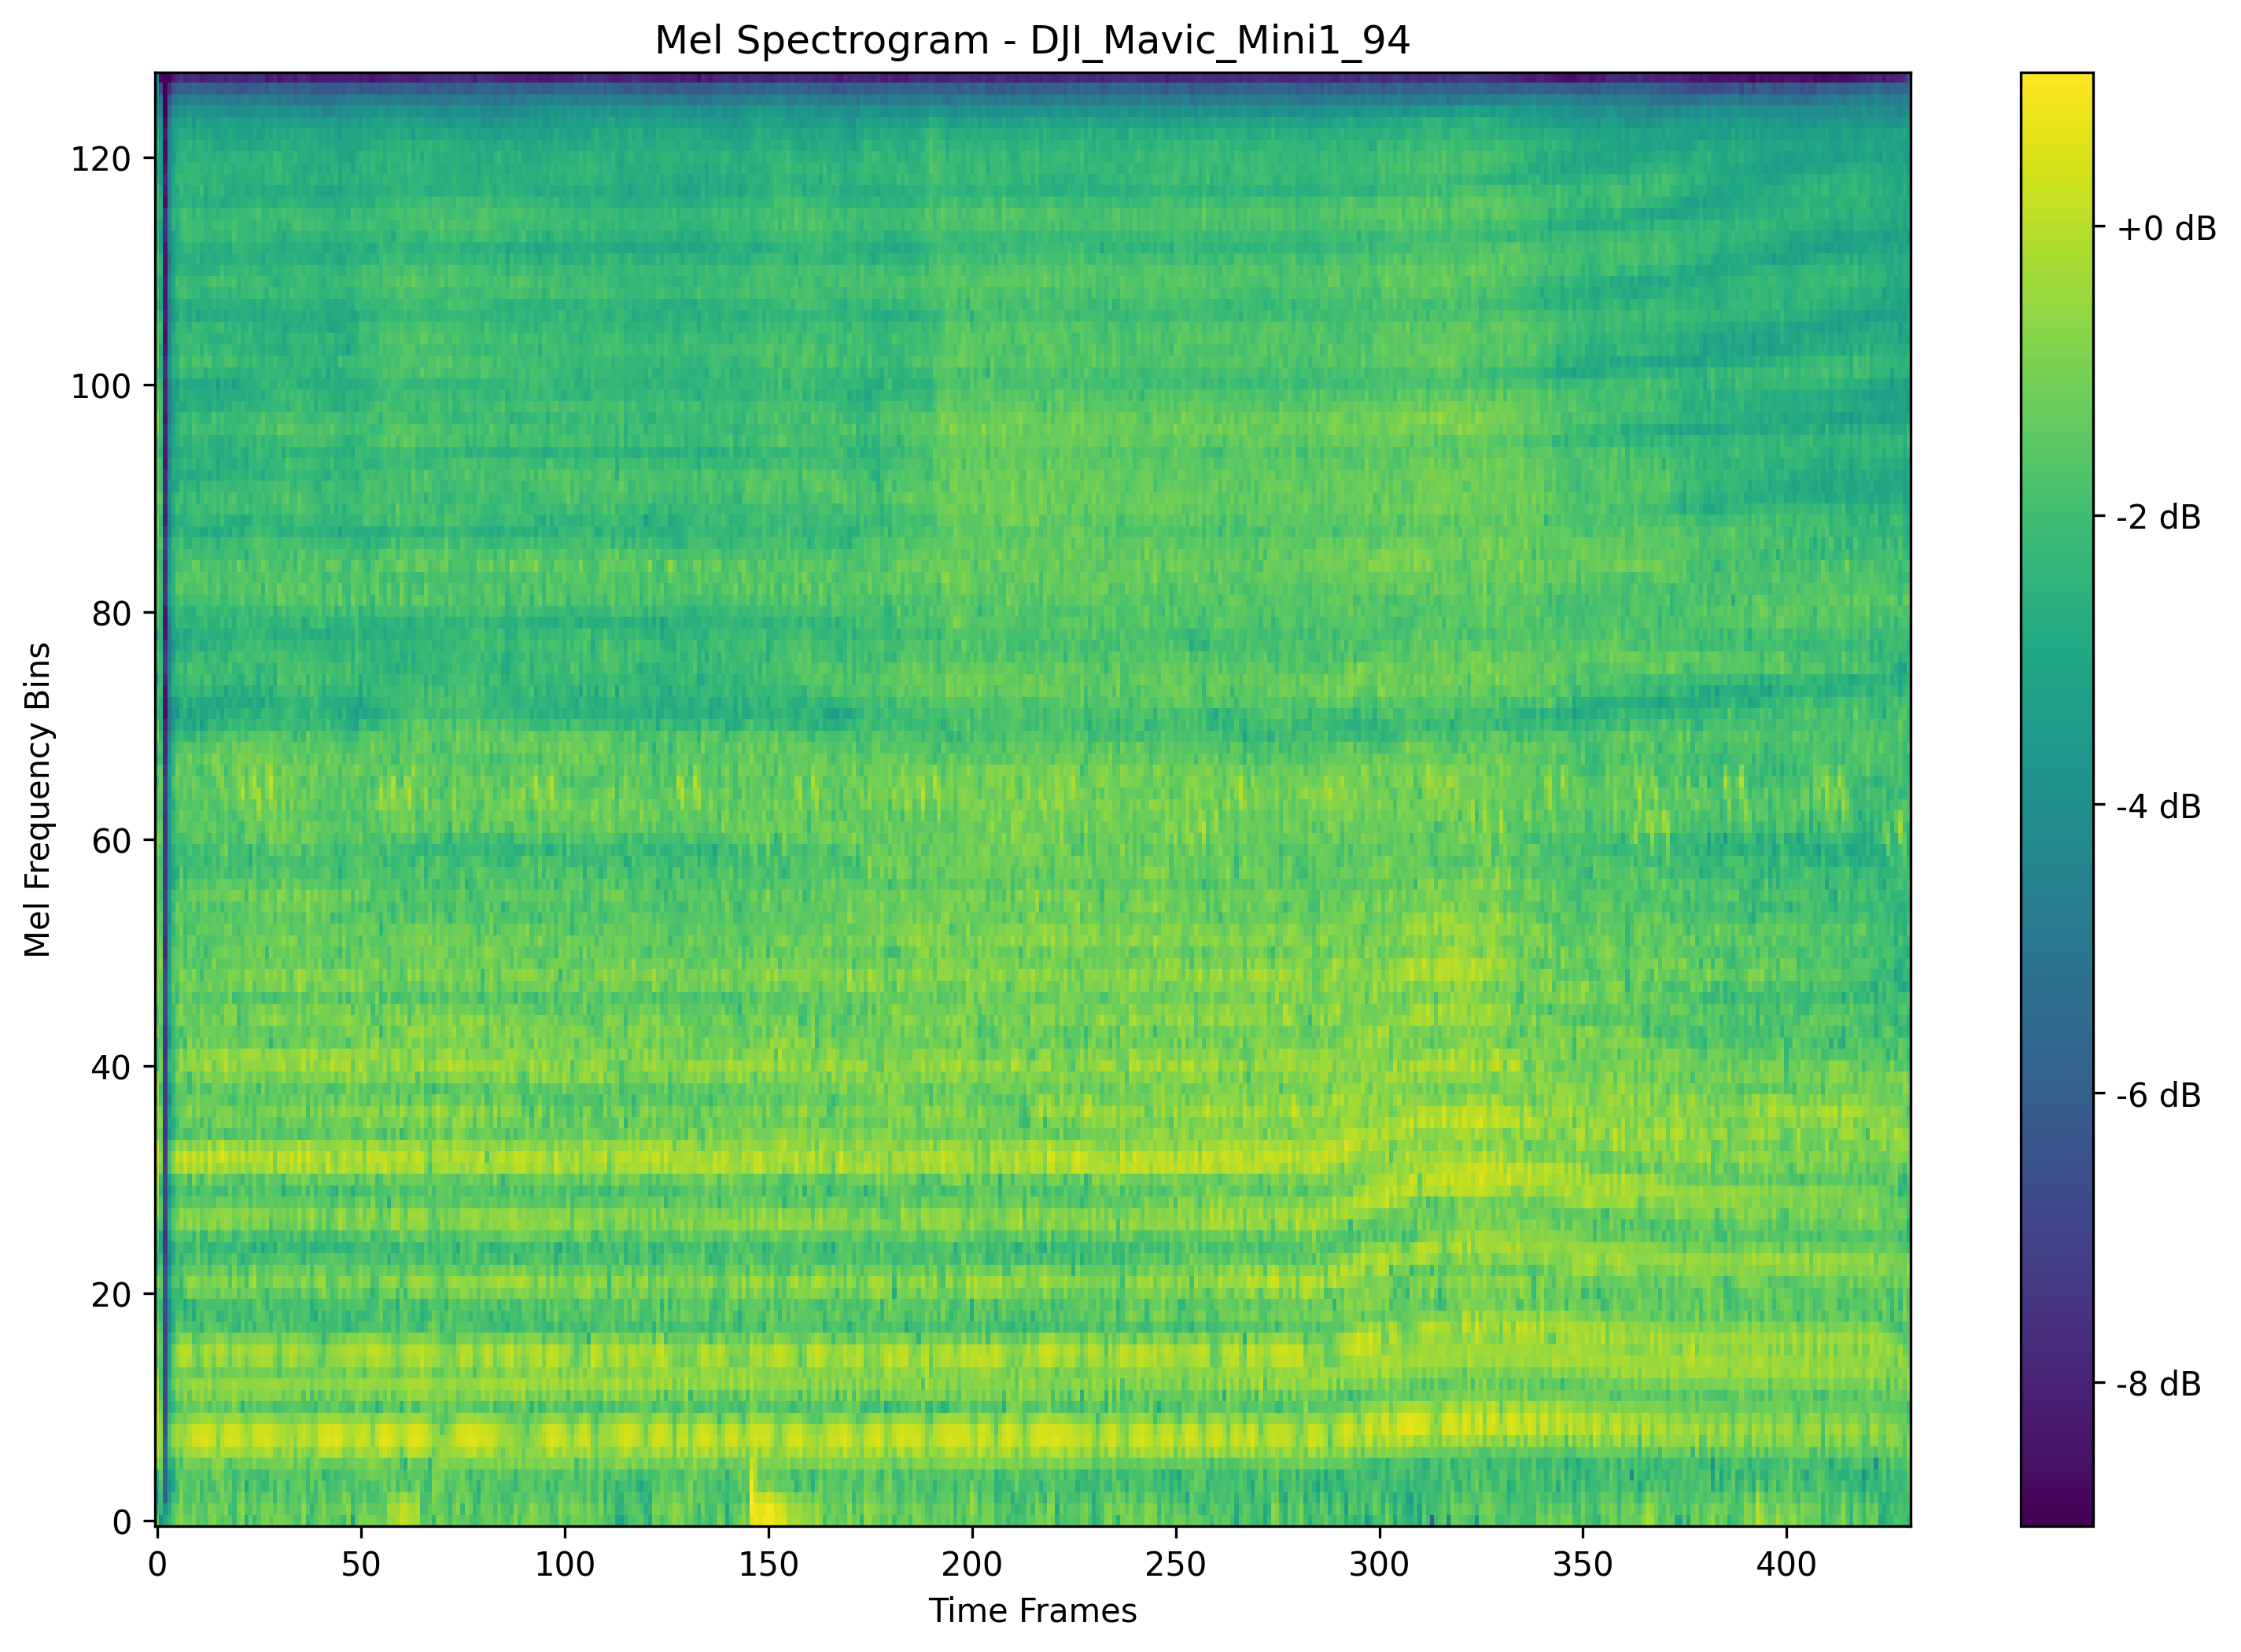 Mel Spectrogram - DJI_Mavic_Mini1_94
120
100
80
60
40
20
0
Mel Frequency Bins
0 50 100 150 200 250 300 350 400
Time Frames
+0 dB
-2 dB
-4 dB
-6 dB
-8 dB